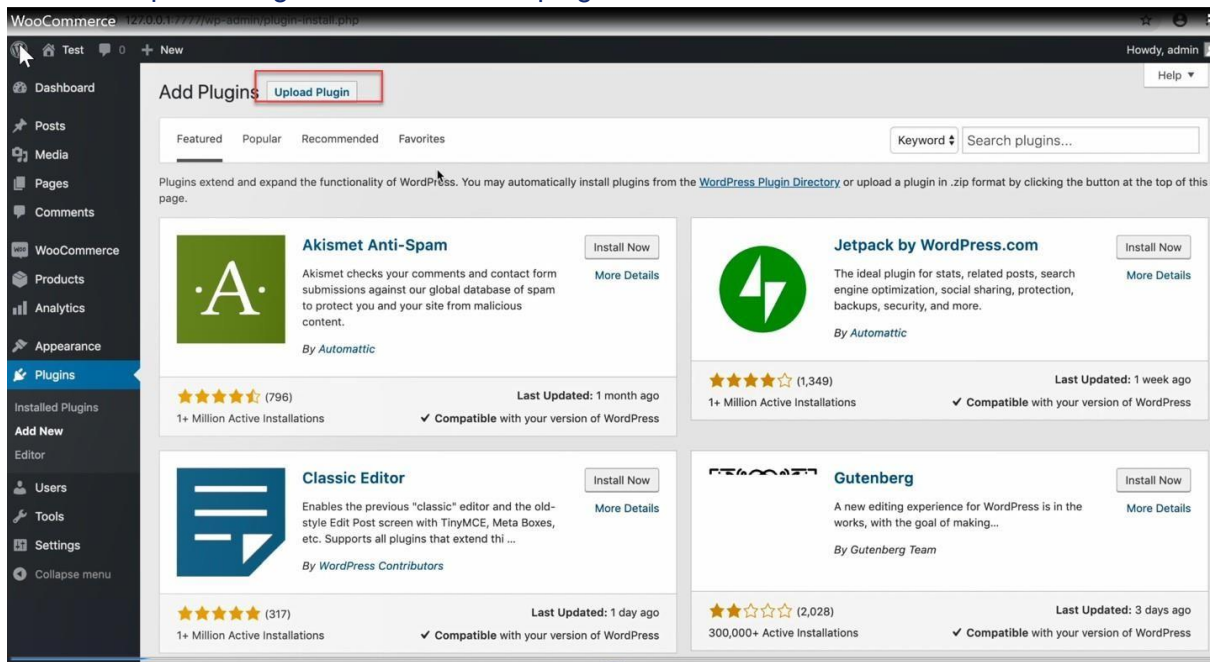 WooCommerce 127.0.0.1:7777/wp-admin/plugin-install.php
Test 0 + New Howdy, admin
Help ▼
Dashboard
Posts
Media
Pages
Comments
WooCommerce
Products
Analytics
Appearance
Plugins
Installed Plugins
Add New
Editor
Users
Tools
Settings
Collapse menu
Add Plugins Upload Plugin
Featured Popular Recommended Favorites Keyword Search plugins...
Plugins extend and expand the functionality of WordPress. You may automatically install plugins from the WordPress Plugin Directory or upload a plugin in .zip format by clicking the button at the top of this
page.
Akismet Anti-Spam
Install Now
More Details
Akismet checks your comments and contact form
submissions against our global database of spam
to protect you and your site from malicious
content.
By Automattic
(796) Last Updated: 1 month ago
1+ Million Active Installations ✔ Compatible with your version of WordPress
Jetpack by WordPress.com
Install Now
More Details
The ideal plugin for stats, related posts, search
engine optimization, social sharing, protection,
backups, security, and more.
By Automattic
(1,349) Last Updated: 1 week ago
1+ Million Active Installations ✔ Compatible with your version of WordPress
Classic Editor
Install Now
More Details
Enables the previous "classic" editor and the old-
style Edit Post screen with TinyMCE, Meta Boxes,
etc. Supports all plugins that extend thi ...
By WordPress Contributors
(317) Last Updated: 1 day ago
1+ Million Active Installations ✔ Compatible with your version of WordPress
Gutenberg
Install Now
More Details
A new editing experience for WordPress is in the
works, with the goal of making...
By Gutenberg Team
(2,028) Last Updated: 3 days ago
300,000+ Active Installations ✔ Compatible with your version of WordPress